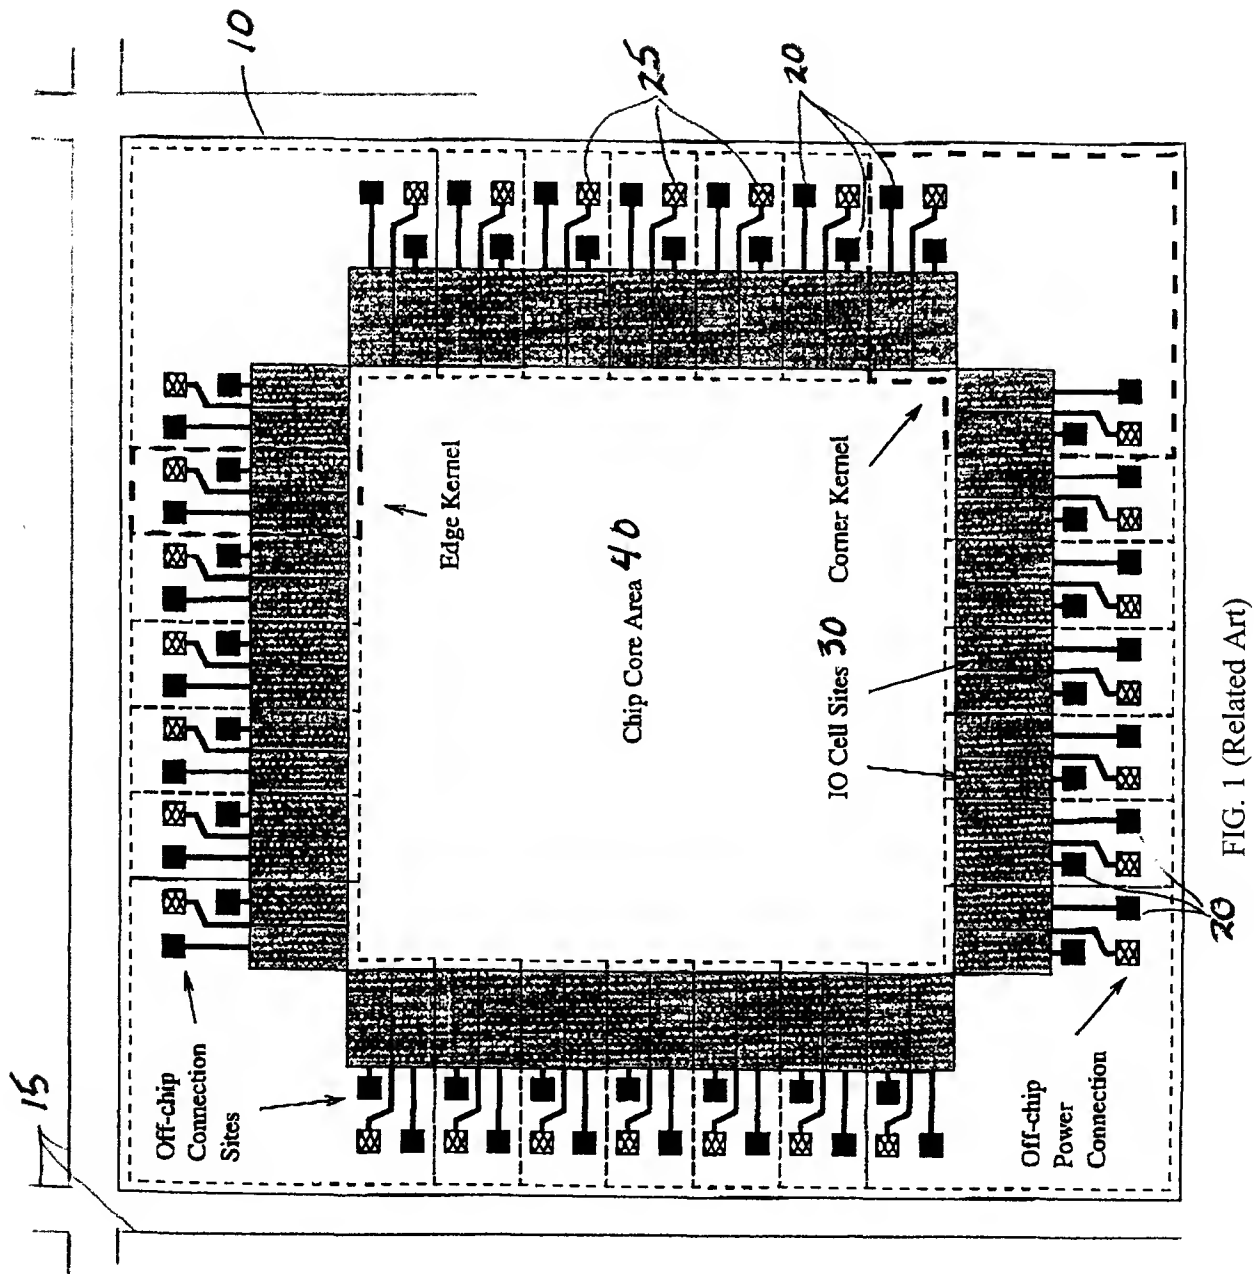 15
10
Off-chip
Connection
Sites
Edge Kernel
25
Chip Core Area 40
20
IO Cell Sites 30
Corner Kernel
Off-chip
Power
Connection
20
FIG. 1 (Related Art)